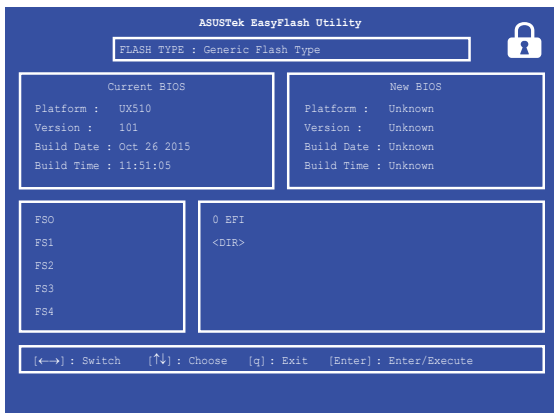 ASUSTek EasyFlash Utility
FLASH TYPE : Generic Flash Type
Current BIOS
Platform : UX510
Version : 101
Build Date : Oct 26 2015
Build Time : 11:51:05
New BIOS
Platform : Unknown
Version : Unknown
Build Date : Unknown
Build Time : Unknown
FSO
FS1
FS2
FS3
FS4
0 EFI
<DIR>
[←→] : Switch [↑↓] : Choose [q] : Exit [Enter] : Enter/Execute